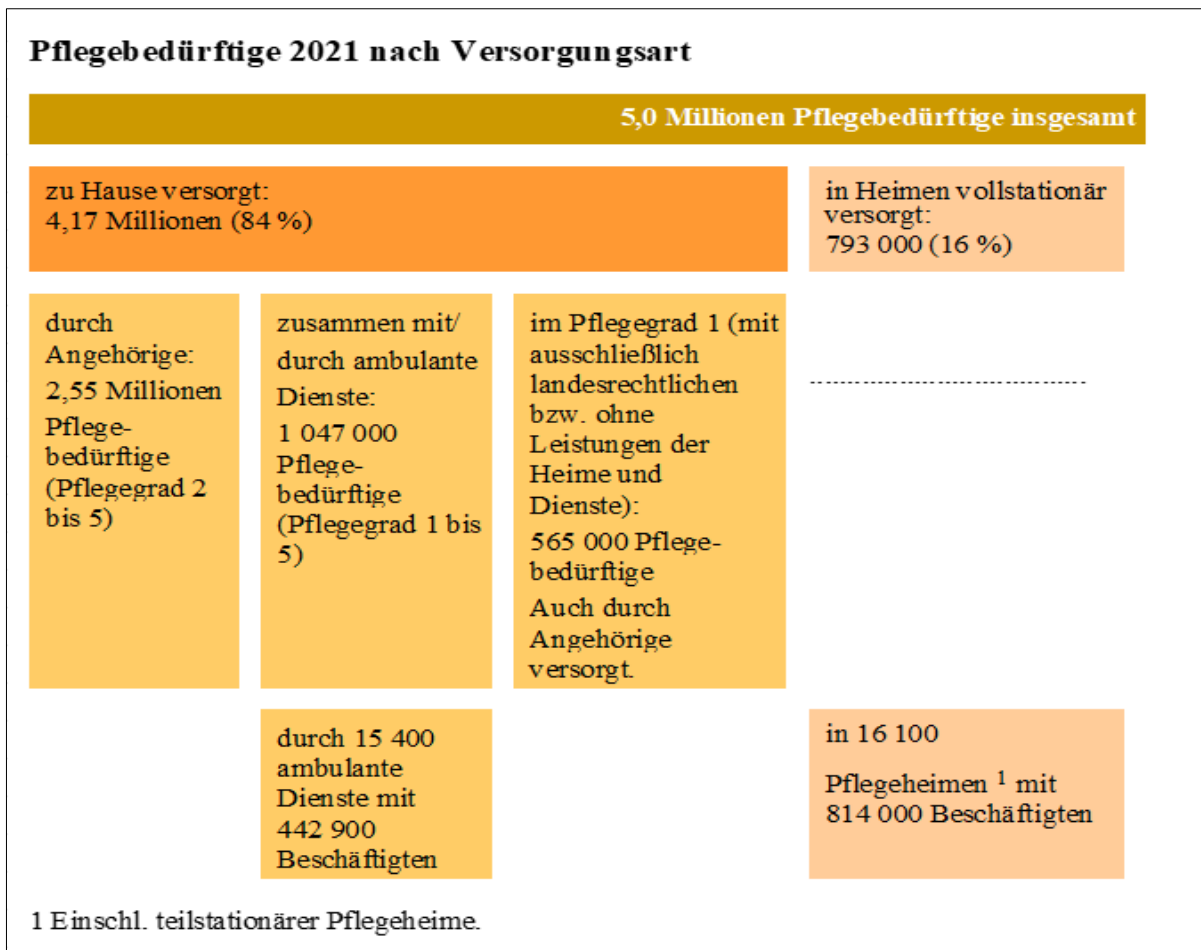 Pflegebedürftige 2021 nach Versorgungsart
5,0 Millionen Pflegebedürftige insgesamt
zu Hause versorgt:
4,17 Millionen (84 %)
in Heimen vollstationär
versorgt:
793 000 (16 %)
durch
Angehörige:
2,55 Millionen
Pflege-
bedürftige
(Pflegegrad 2
bis 5)
zusammen mit/
durch ambulante
Dienste:
1 047 000
Pflege-
bedürftige
(Pflegegrad 1 bis
5)
im Pflegegrad 1 (mit
ausschließlich
landesrechtlichen
bzw. ohne
Leistungen der
Heime und
Dienste):
565 000 Pflege-
bedürftige
Auch durch
Angehörige
versorgt.
durch 15 400
ambulante
Dienste mit
442 900
Beschäftigten
in 16 100
Pflegeheimen ¹ mit
814 000 Beschäftigten
1 Einschl. teilstationärer Pflegeheime.